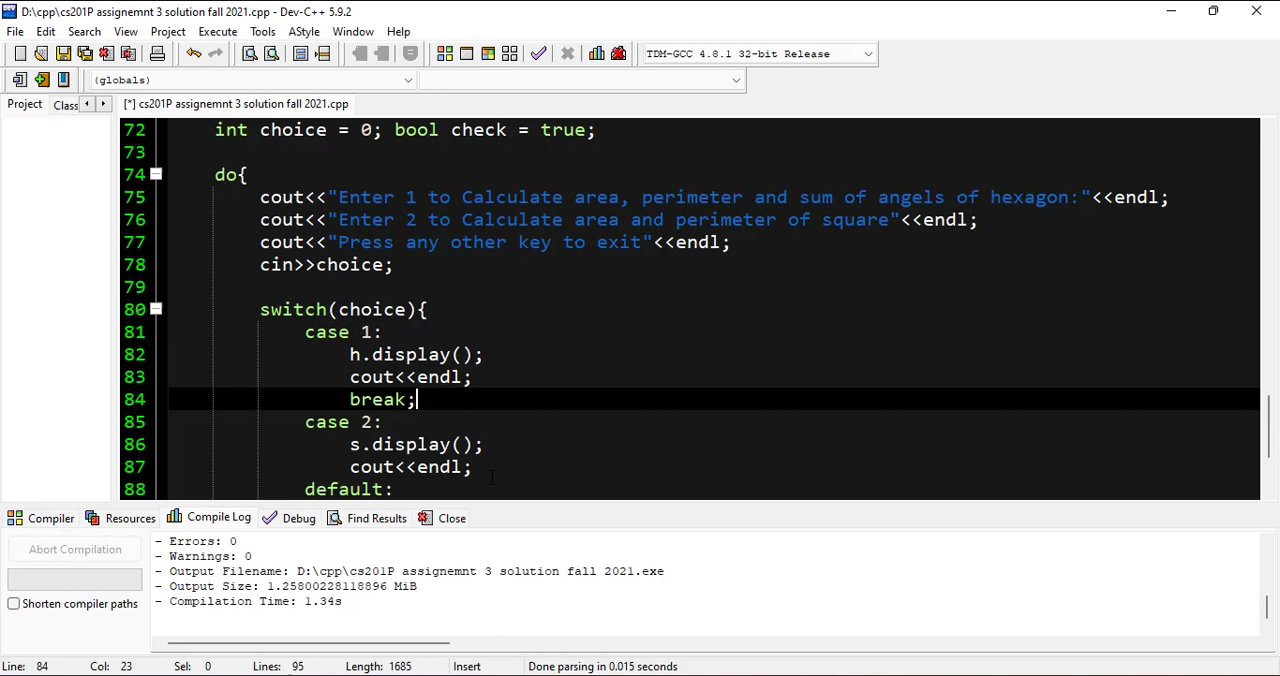 D:\cpp\cs201P assignemnt 3 solution fall 2021.cpp - Dev-C++ 5.9.2
File Edit Search View Project Execute Tools AStyle Window Help
TDM-GCC 4.8.1 32-bit Release
(globals)
Project Class [*] cs201P assignemnt 3 solution fall 2021.cpp
72 int choice = 0; bool check = true;
73
74 do{
75 cout<<"Enter 1 to Calculate area, perimeter and sum of angels of hexagon:"<<endl;
76 cout<<"Enter 2 to Calculate area and perimeter of square"<<endl;
77 cout<<"Press any other key to exit"<<endl;
78 cin>>choice;
79
80 switch(choice){
81 case 1:
82 h.display();
83 cout<<endl;
84 break;
85 case 2:
86 s.display();
87 cout<<endl;
88 default:
Compiler Resources Compile Log Debug Find Results Close
Abort Compilation
Shorten compiler paths
- Errors: 0
- Warnings: 0
- Output Filename: D:\cpp\cs201P assignemnt 3 solution fall 2021.exe
- Output Size: 1.25800228118896 MiB
- Compilation Time: 1.34s
Line: 84 Col: 23 Sel: 0 Lines: 95 Length: 1685 Insert Done parsing in 0.015 seconds